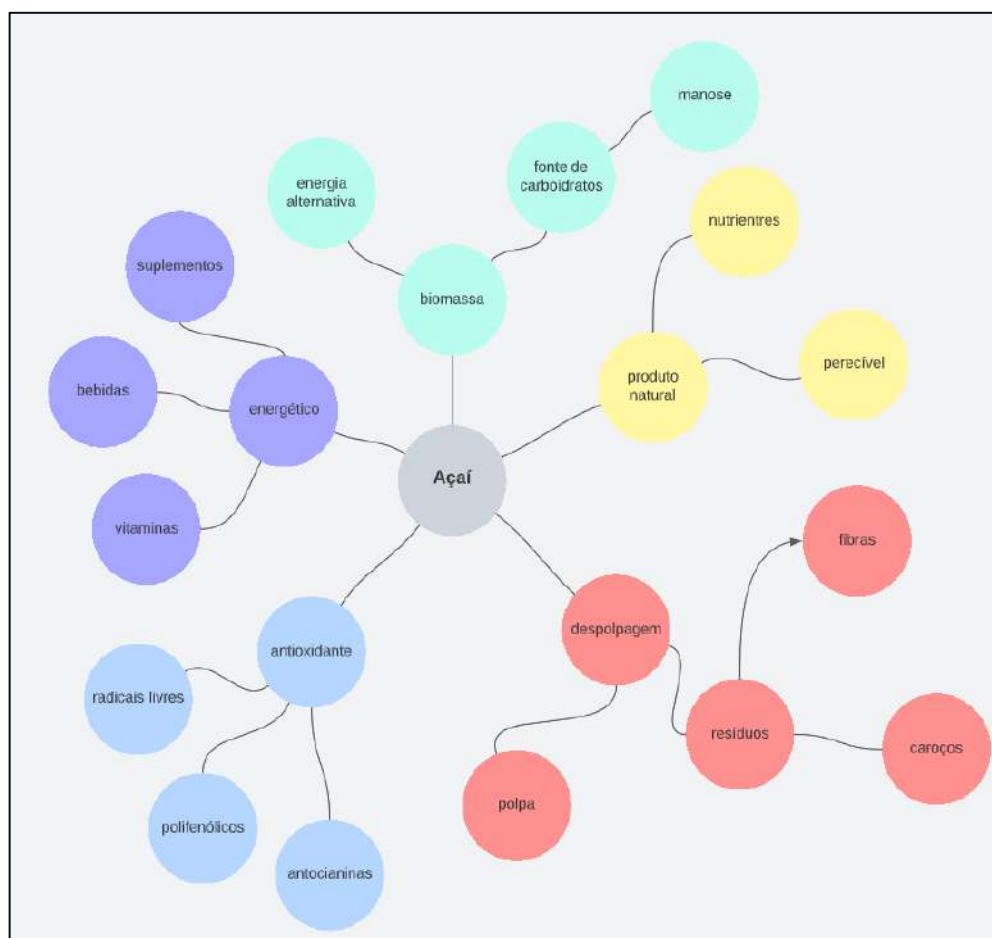 manose
fonte de
carboidratos
energia
alternativa
nutrientres
suplementos
biomassa
perecível
produto
natural
bebidas
energético
Açaí
vitaminas
fibras
despolpagem
antioxidante
radicais livres
resíduos
caroços
polpa
polifenólicos
antocianinas